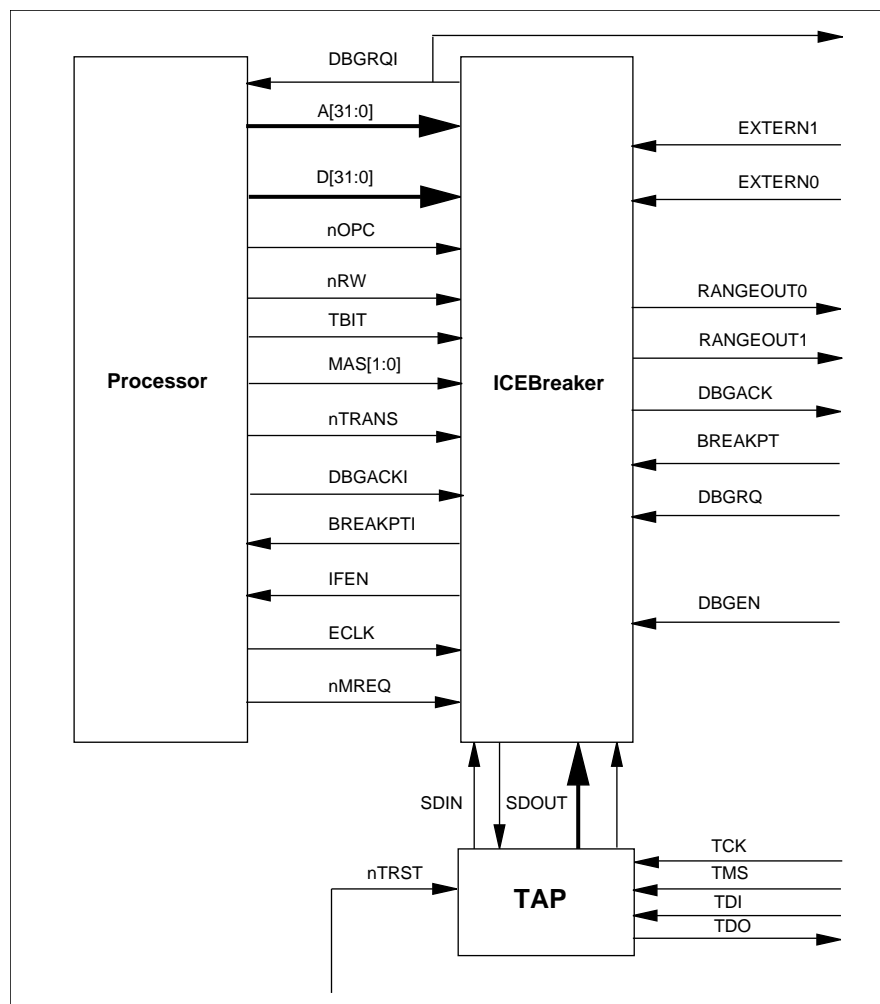 DBGRQI
A[31:0]
EXTERN1
D[31:0]
EXTERN0
nOPC
nRW
RANGEOUT0
TBIT
RANGEOUT1
MAS[1:0]
Processor
ICEBreaker
DBGACK
nTRANS
BREAKPT
DBGACKI
DBGRQ
BREAKPTI
IFEN
DBGEN
ECLK
nMREQ
SDIN
SDOUT
TCK
nTRST
TMS
TAP
TDI
TDO